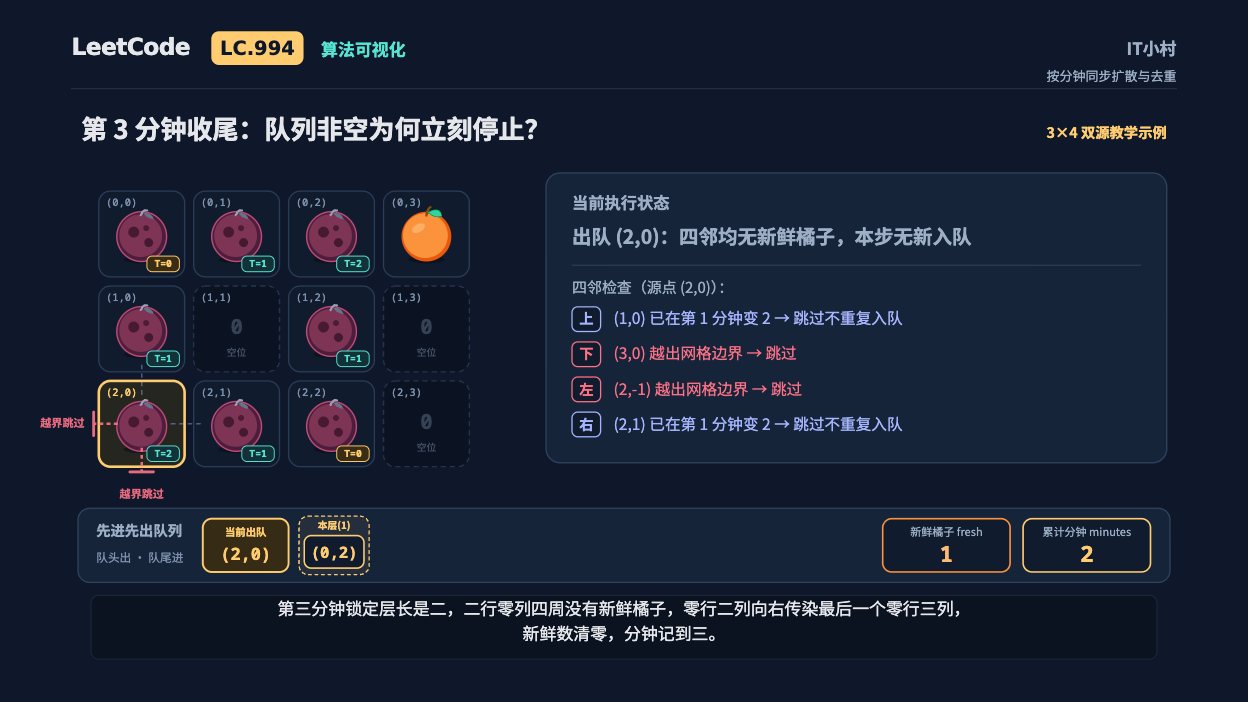 LeetCode LC.994 算法可视化
IT小村
按分钟同步扩散与去重
第 3 分钟收尾：队列非空为何立刻停止？
3×4 双源教学示例
(0,0) (0,1) (0,2) (0,3)
T=0 T=1 T=2
(1,0) (1,1) (1,2) (1,3)
0 0
空位 空位
T=1 T=1
(2,0) (2,1) (2,2) (2,3)
0
越界跳过
空位
T=2 T=1 T=0
越界跳过
当前执行状态
出队 (2,0)：四邻均无新鲜橘子，本步无新入队
四邻检查（源点 (2,0)）：
上 (1,0) 已在第 1 分钟变 2 → 跳过不重复入队
下 (3,0) 越出网格边界 → 跳过
左 (2,-1) 越出网格边界 → 跳过
右 (2,1) 已在第 1 分钟变 2 → 跳过不重复入队
先进先出队列
队头出 · 队尾进
当前出队
(2,0)
本层(1)
(0,2)
新鲜橘子 fresh
1
累计分钟 minutes
2
第三分钟锁定层长是二，二行零列四周没有新鲜橘子，零行二列向右传染最后一个零行三列，
新鲜数清零，分钟记到三。